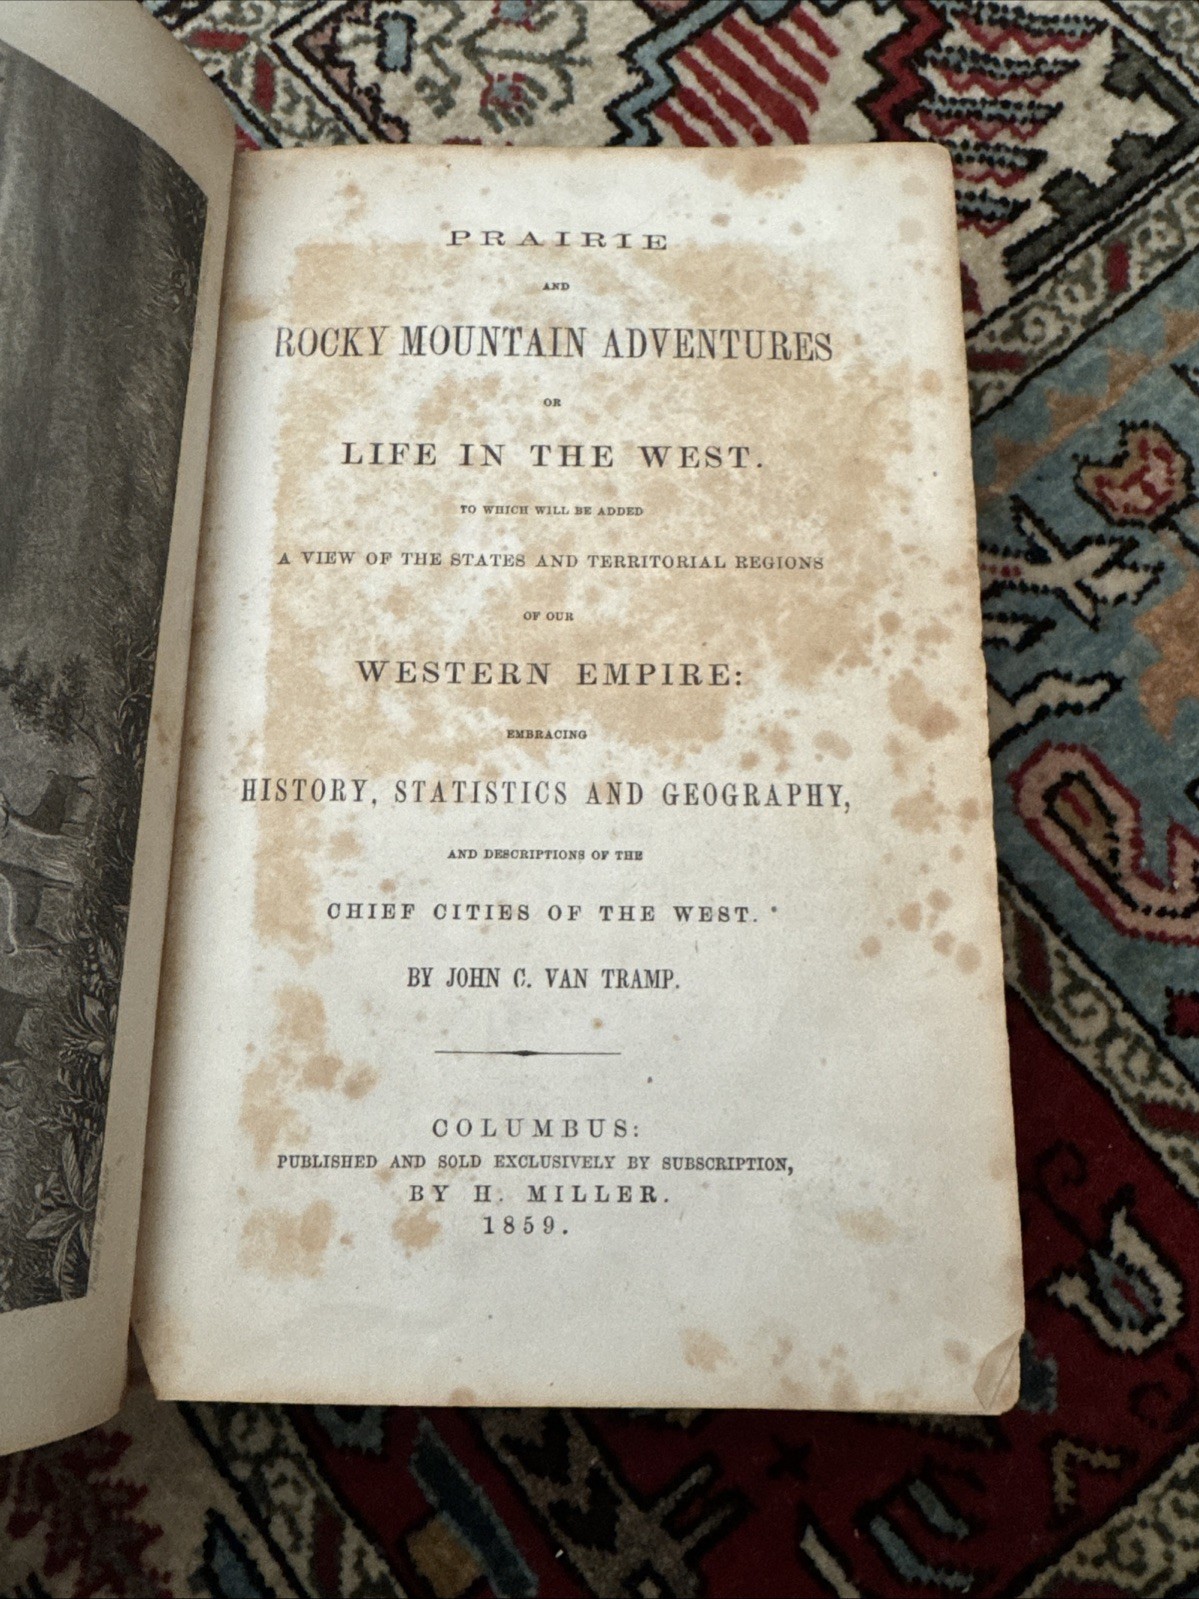 PRAIRIE
AND
ROCKY MOUNTAIN ADVENTURES
OR
LIFE IN THE WEST.
TO WHICH WILL BE ADDED
A VIEW OF THE STATES AND TERRITORIAL REGIONS
OF OUR
WESTERN EMPIRE:
EMBRACING
HISTORY, STATISTICS AND GEOGRAPHY,
AND DESCRIPTIONS OF THE
CHIEF CITIES OF THE WEST.
BY JOHN C. VAN TRAMP.
COLUMBUS:
PUBLISHED AND SOLD EXCLUSIVELY BY SUBSCRIPTION,
BY H. MILLER.
1859.